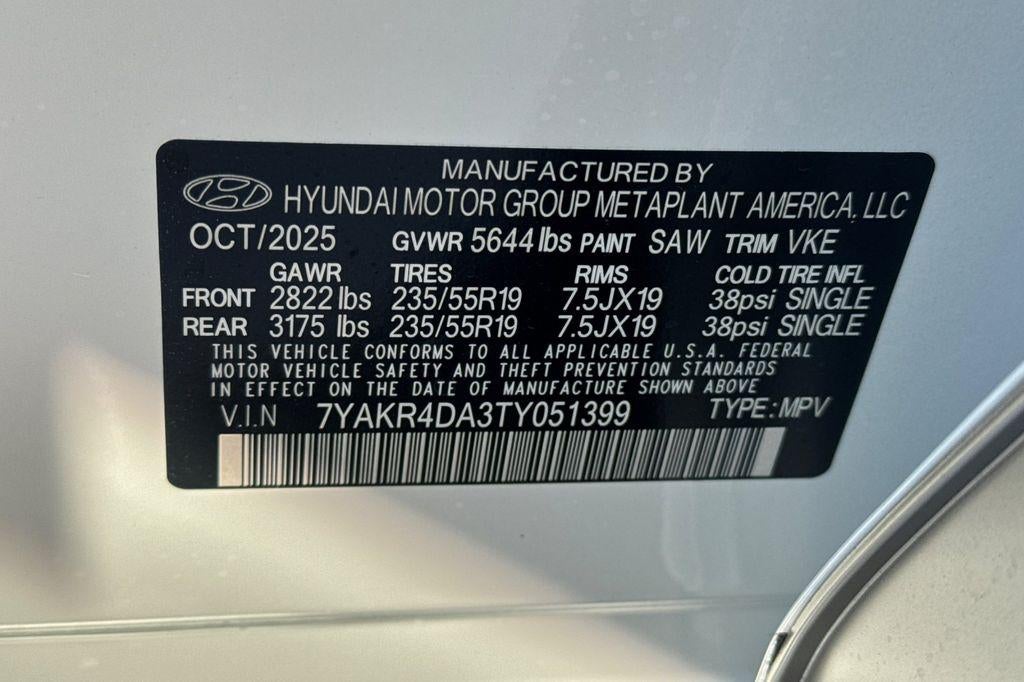 MANUFACTURED BY
HYUNDAI MOTOR GROUP METAPLANT AMERICA, LLC
OCT/2025 GVWR 5644 lbs PAINT SAW TRIM VKE
GAWR TIRES RIMS COLD TIRE INFL
FRONT 2822 lbs 235/55R19 7.5JX19 38psi SINGLE
REAR 3175 lbs 235/55R19 7.5JX19 38psi SINGLE
THIS VEHICLE CONFORMS TO ALL APPLICABLE U.S.A. FEDERAL
MOTOR VEHICLE SAFETY AND THEFT PREVENTION STANDARDS
IN EFFECT ON THE DATE OF MANUFACTURE SHOWN ABOVE
V.I.N 7YAKR4DA3TY051399 TYPE: MPV